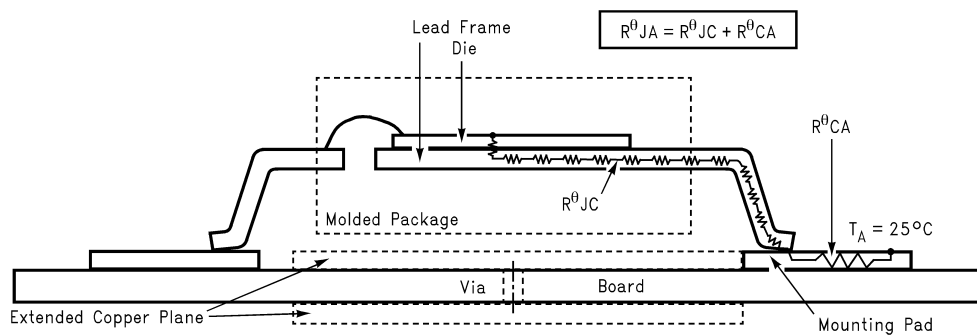 Lead Frame
Die
RθJA = RθJC + RθCA
RθCA
RθJC
Molded Package
TA = 25°C
Via
Board
Extended Copper Plane
Mounting Pad